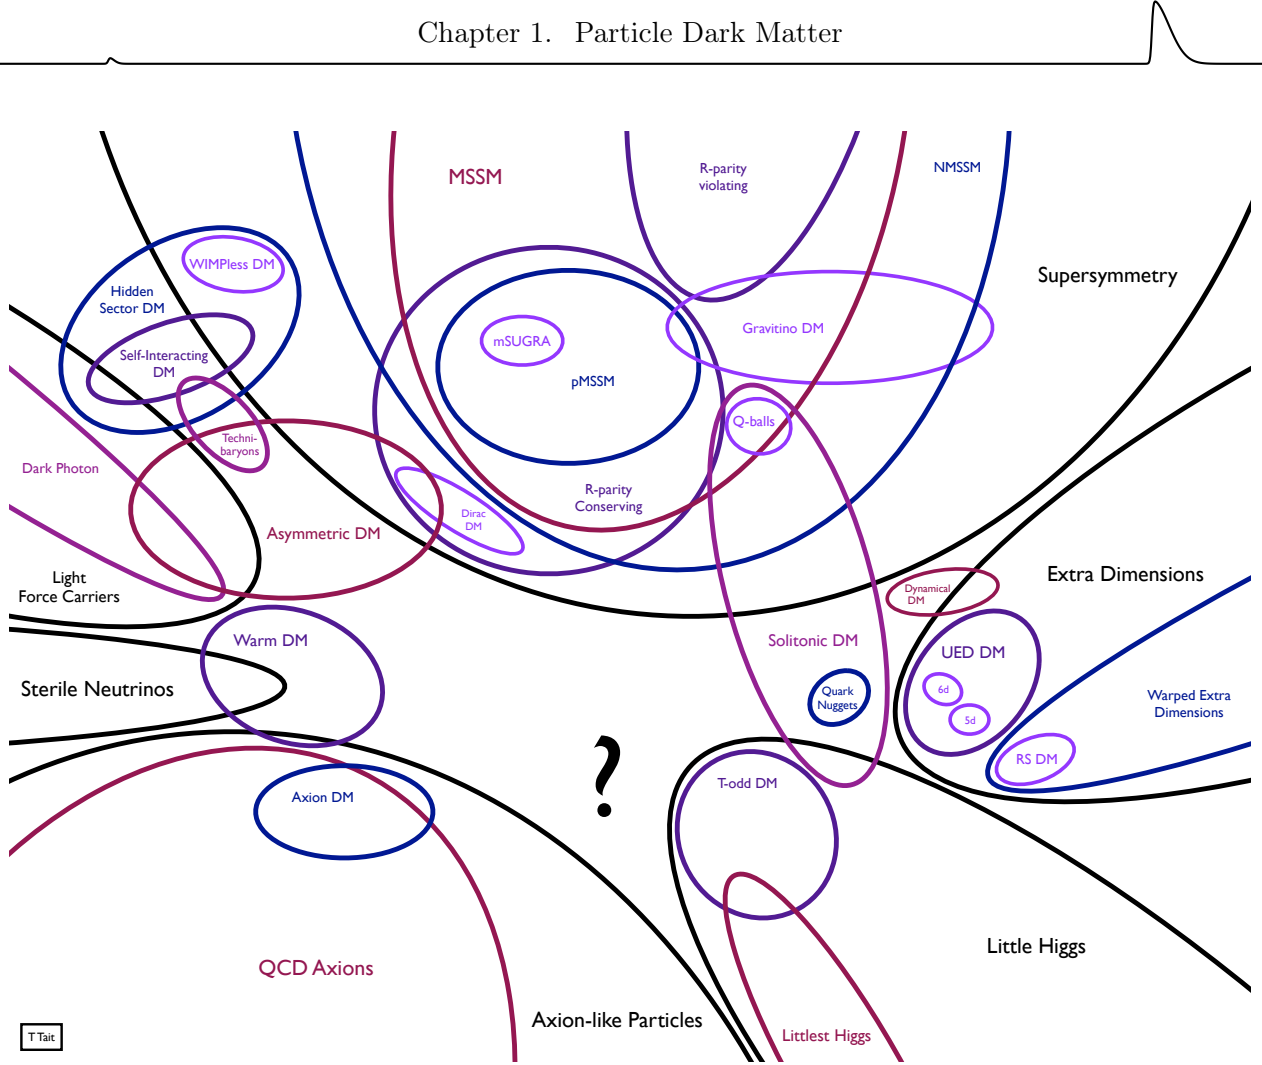 Chapter 1. Particle Dark Matter
MSSM
R-parity
violating
NMSSM
Supersymmetry
WIMPless DM
Hidden
Sector DM
Self-Interacting
DM
mSUGRA
pMSSM
Gravitino DM
Q-balls
Techni-
baryons
Dark Photon
R-parity
Conserving
Dirac
DM
Asymmetric DM
Light
Force Carriers
Extra Dimensions
Dynamical
DM
Warm DM
Solitonic DM
UED DM
Sterile Neutrinos
Quark
Nuggets
6d
5d
Warped Extra
Dimensions
RS DM
?
T-odd DM
Axion DM
QCD Axions
Little Higgs
Axion-like Particles
Littlest Higgs
T Tait